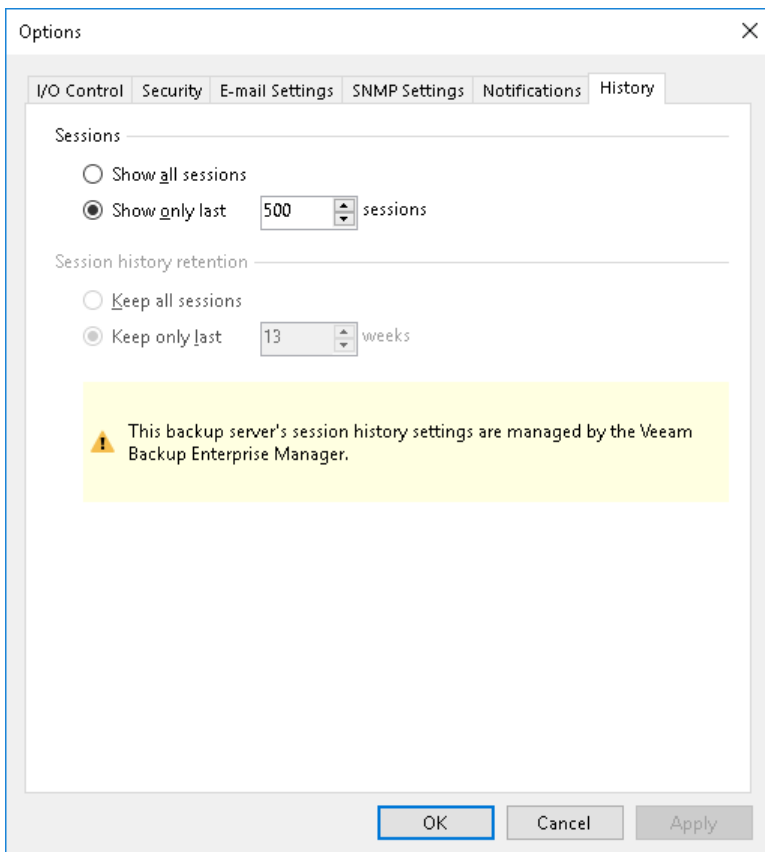 Options
I/O Control Security E-mail Settings SNMP Settings Notifications History
Sessions
Show all sessions
Show only last 500 sessions
Session history retention
Keep all sessions
Keep only last 13 weeks
This backup server's session history settings are managed by the Veeam
Backup Enterprise Manager.
OK Cancel Apply